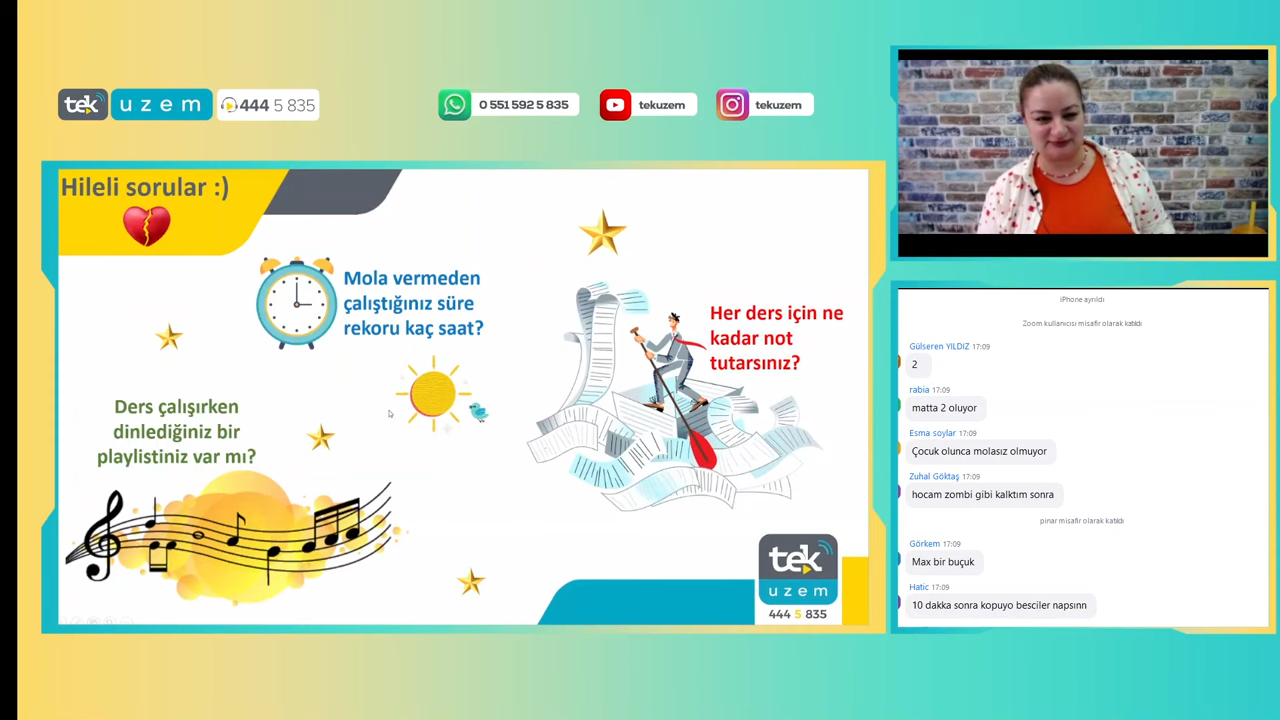 tek
uzem
444 5 835
0 551 592 5 835
tekuzem
tekuzem
Hileli sorular :)
Mola vermeden
çalıştığınız süre
rekoru kaç saat?
Her ders için ne
kadar not
tutarsınız?
Ders çalışırken
dinlediğiniz bir
playlistiniz var mı?
tek
uzem
444 5 835
iPhone ayrıldı
Zoom kullanıcısı misafir olarak katıldı
Gülseren YILDIZ 17:09
2
rabia 17:09
matta 2 oluyor
Esma soylar 17:09
Çocuk olunca molasız olmuyor
Zuhal Göktaş 17:09
hocam zombi gibi kalktım sonra
pınar misafir olarak katıldı
Görkem 17:09
Max bir buçuk
Hatic 17:09
10 dakka sonra kopuyo besciler napsınn